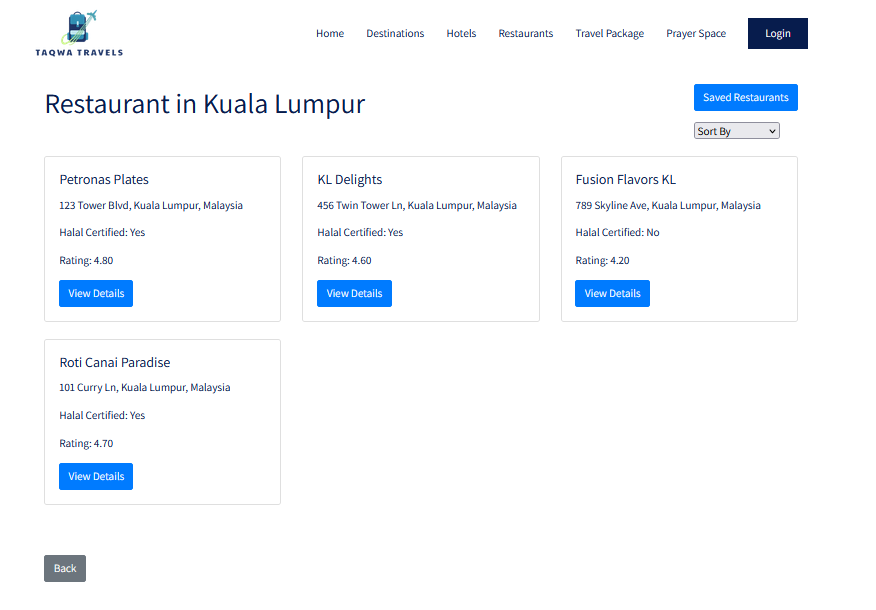 TAQWA TRAVELS
Home Destinations Hotels Restaurants Travel Package Prayer Space Login
Restaurant in Kuala Lumpur
Saved Restaurants
Sort By
Petronas Plates
123 Tower Blvd, Kuala Lumpur, Malaysia
Halal Certified: Yes
Rating: 4.80
View Details
KL Delights
456 Twin Tower Ln, Kuala Lumpur, Malaysia
Halal Certified: Yes
Rating: 4.60
View Details
Fusion Flavors KL
789 Skyline Ave, Kuala Lumpur, Malaysia
Halal Certified: No
Rating: 4.20
View Details
Roti Canai Paradise
101 Curry Ln, Kuala Lumpur, Malaysia
Halal Certified: Yes
Rating: 4.70
View Details
Back